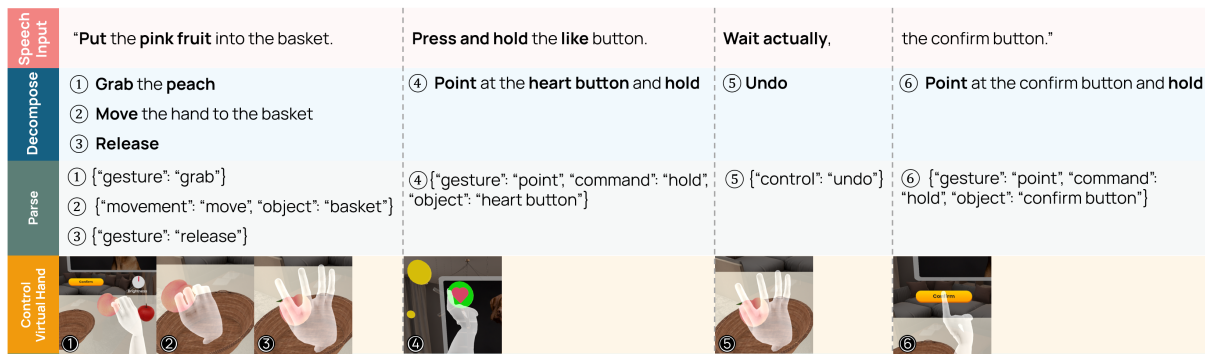 Speech Input
“Put the pink fruit into the basket.
Press and hold the like button.
Wait actually,
the confirm button.”
Decompose
① Grab the peach
② Move the hand to the basket
③ Release
④ Point at the heart button and hold
⑤ Undo
⑥ Point at the confirm button and hold
Parse
① {“gesture”: “grab”}
② {“movement”: “move”, “object”: “basket”}
③ {“gesture”: “release”}
④ {“gesture”: “point”, “command”: “hold”,
“object”: “heart button”}
⑤ {“control”: “undo”}
⑥ {“gesture”: “point”, “command”:
“hold”, “object”: “confirm button”}
Control Virtual Hand
Confirm
Brightness
①
②
③
④
⑤
Confirm
⑥